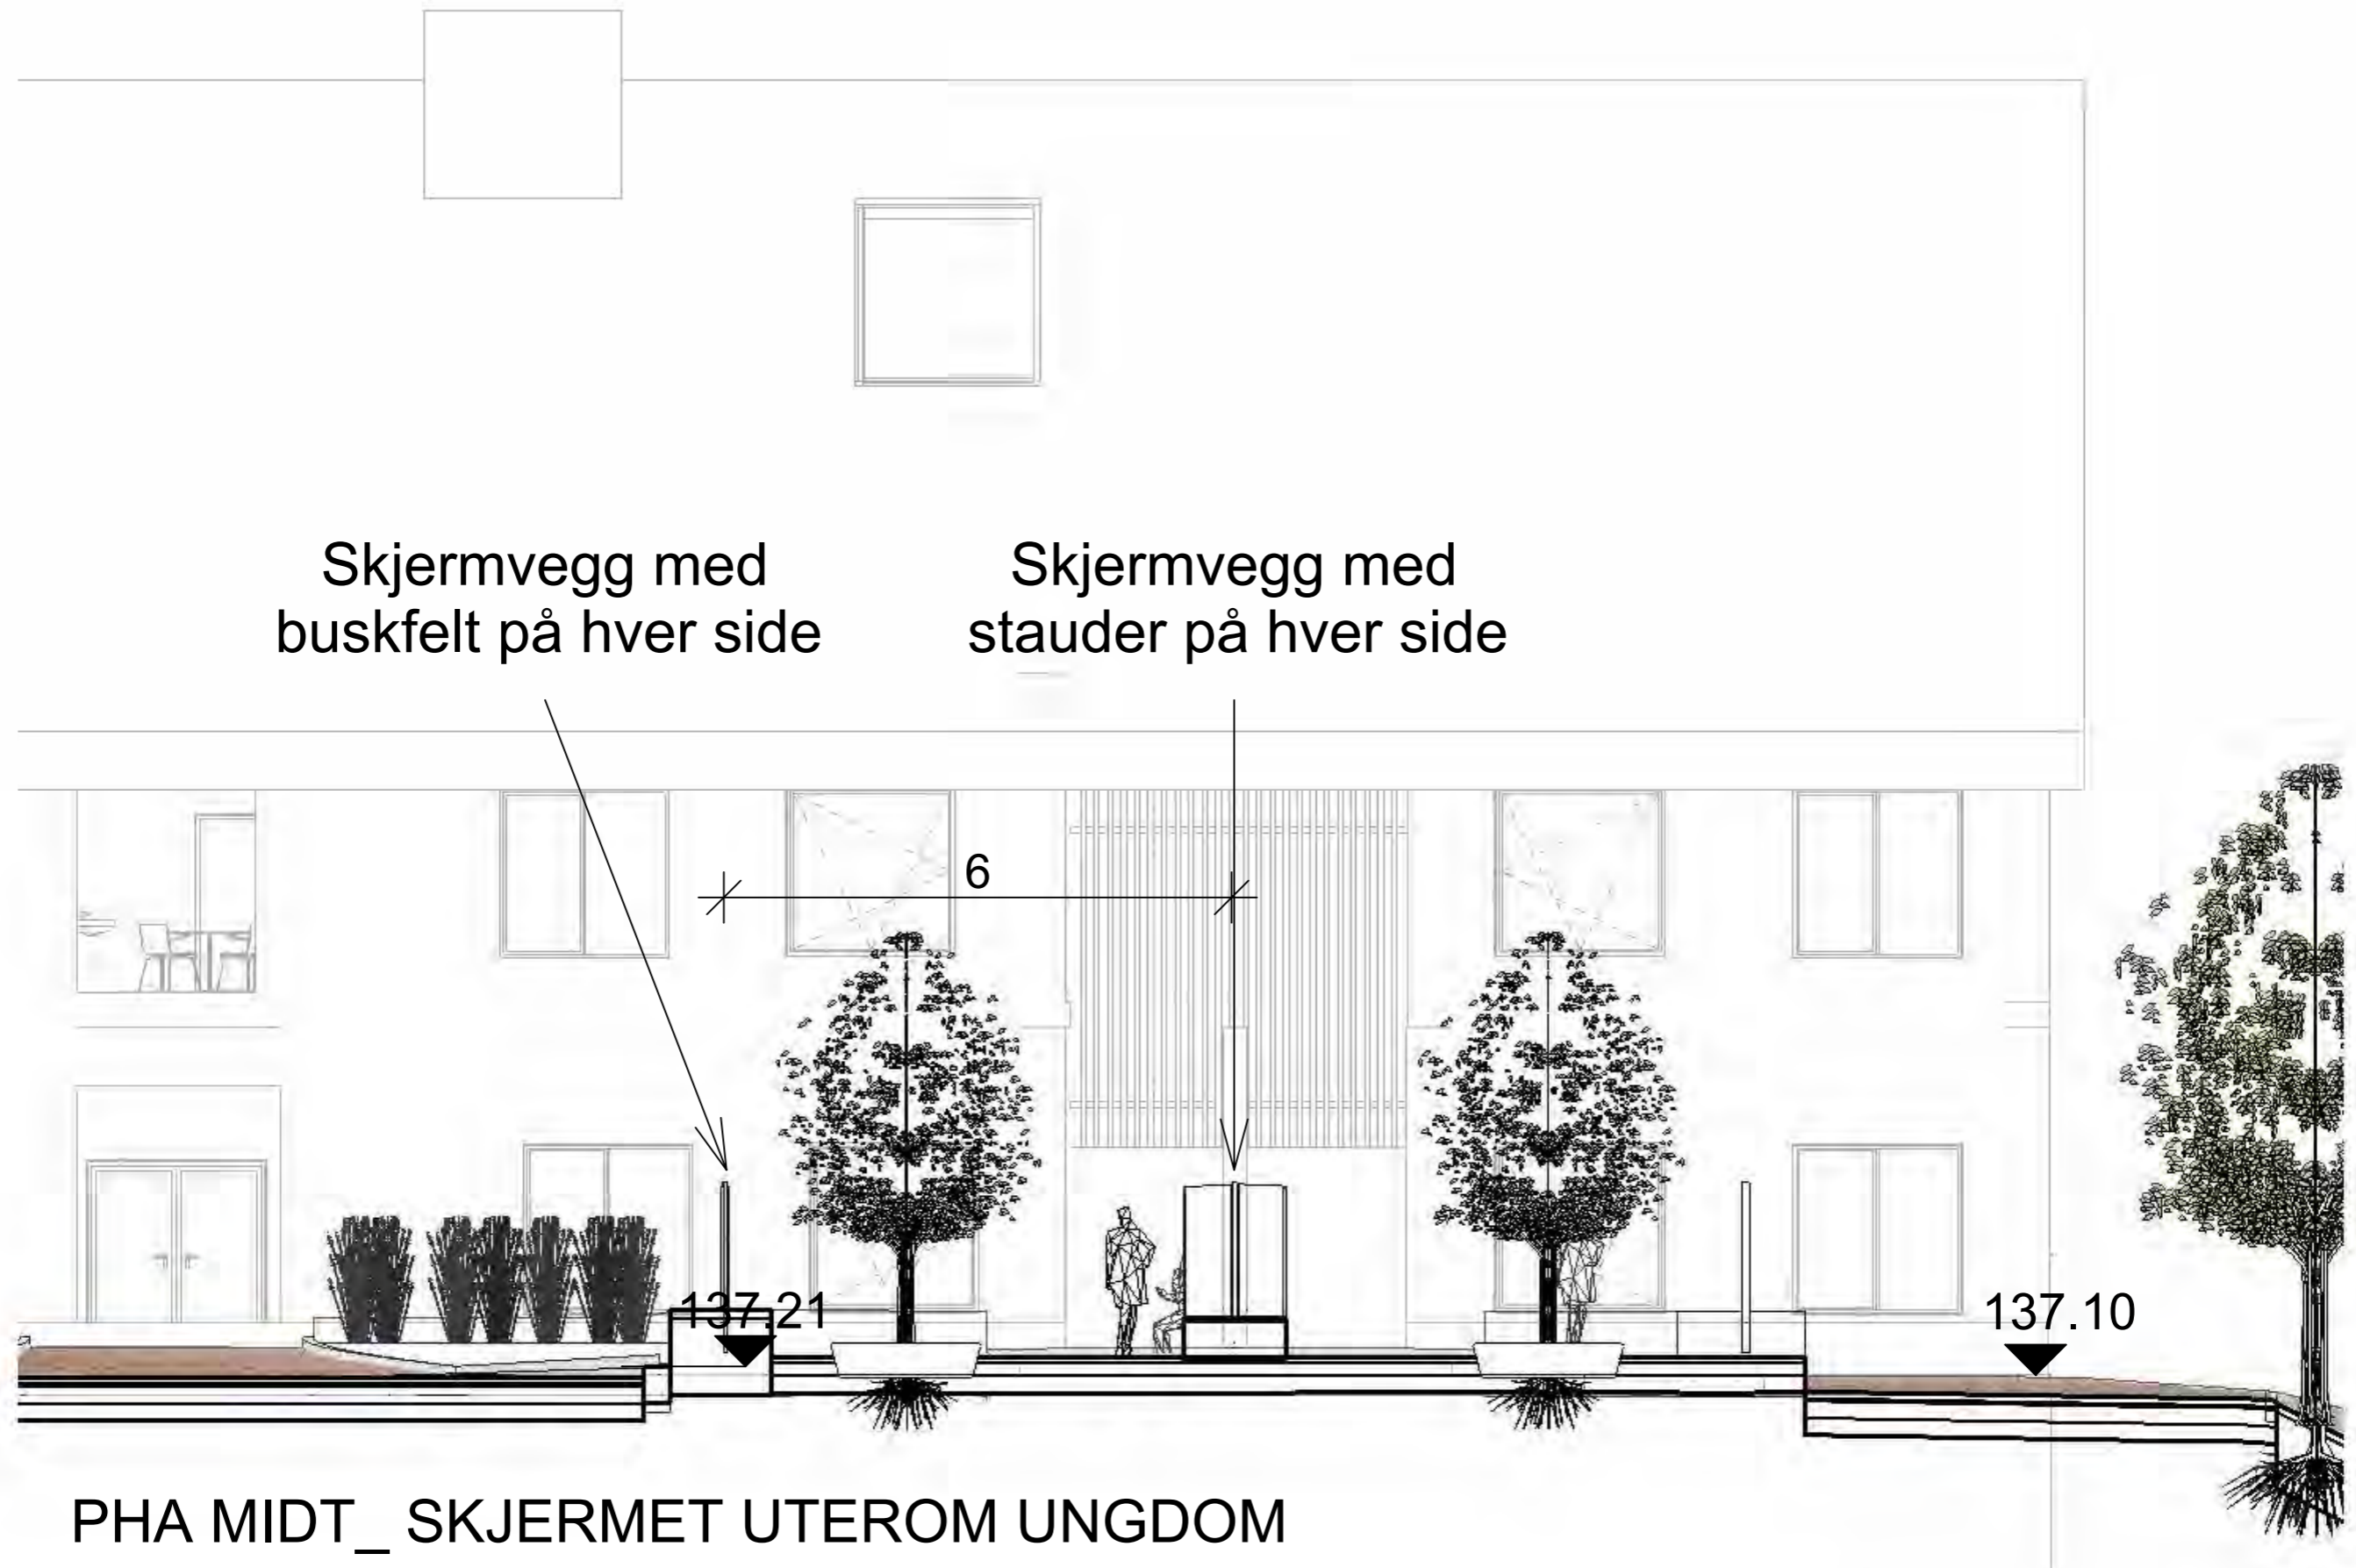 Skjermvegg med
buskfelt på hver side
Skjermvegg med
stauder på hver side
6
137.21
137.10
PHA MIDT_ SKJERMET UTEROM UNGDOM